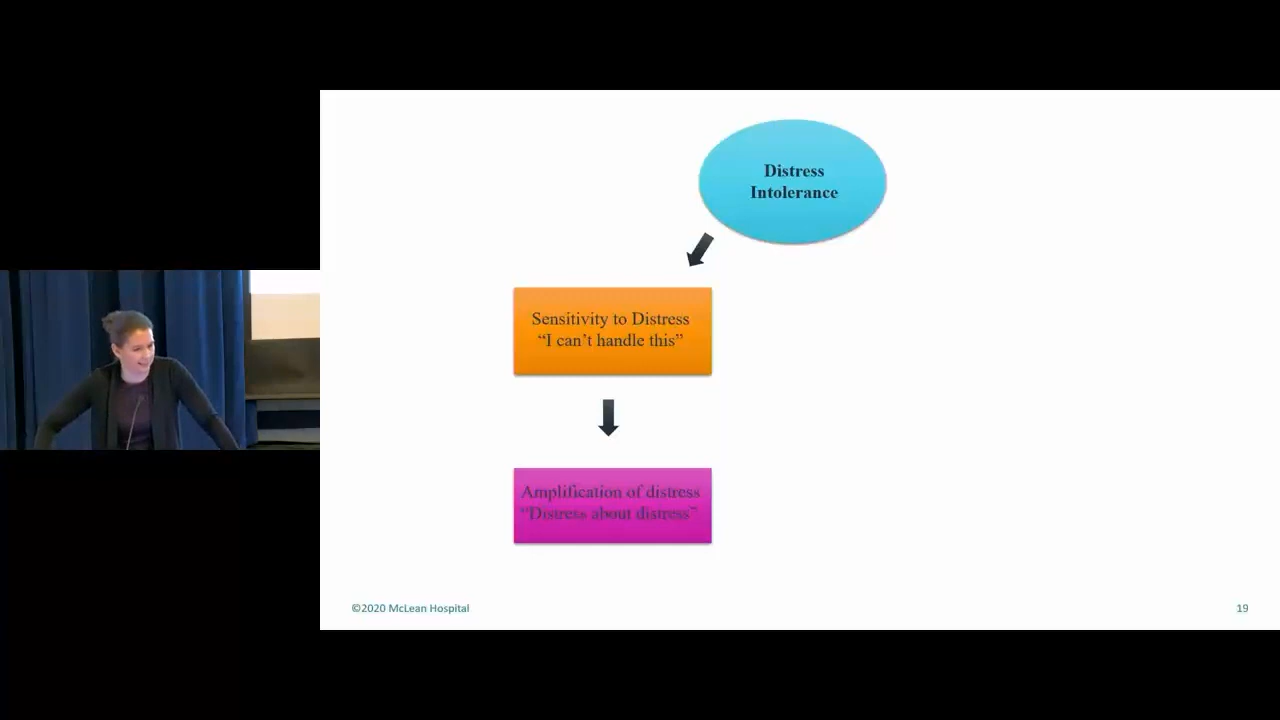 Distress
Intolerance
Sensitivity to Distress
“I can’t handle this”
Amplification of distress
“Distress about distress”
©2020 McLean Hospital
19